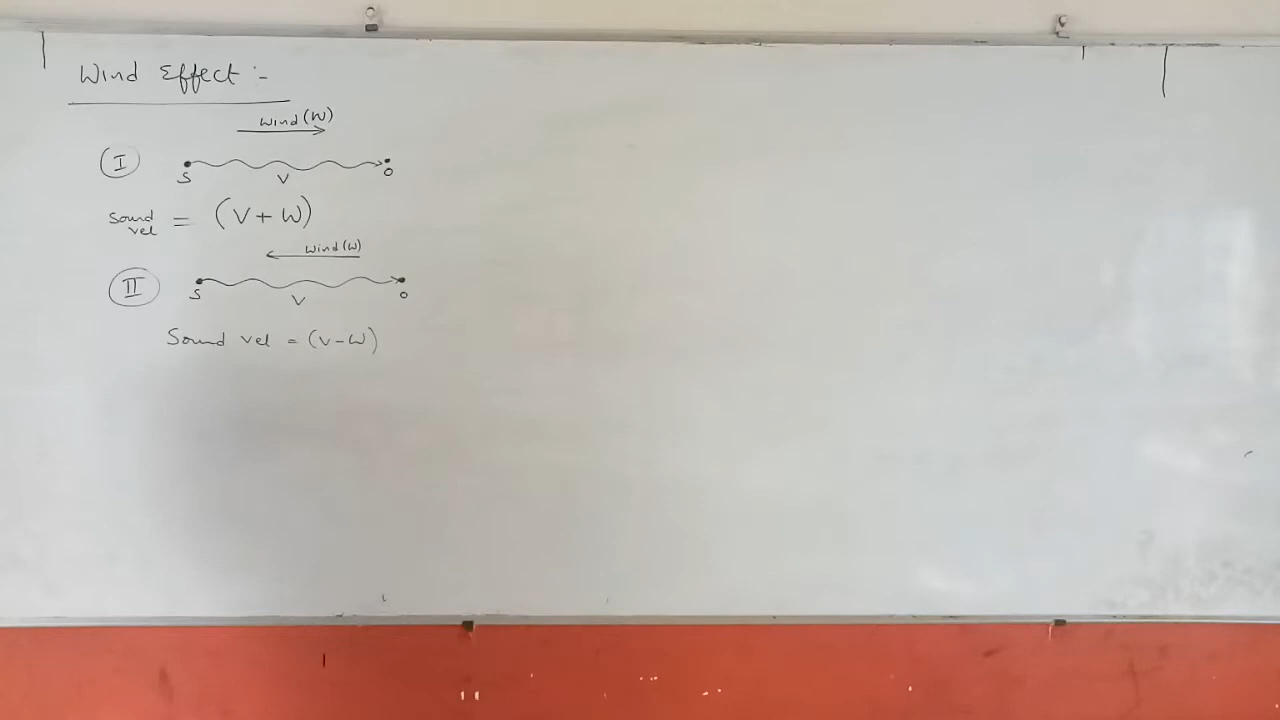 Wind Effect :-
Wind (W)
I
S V O
Sound vel = (V + W)
Wind (W)
II
S V O
Sound vel = (V - W)